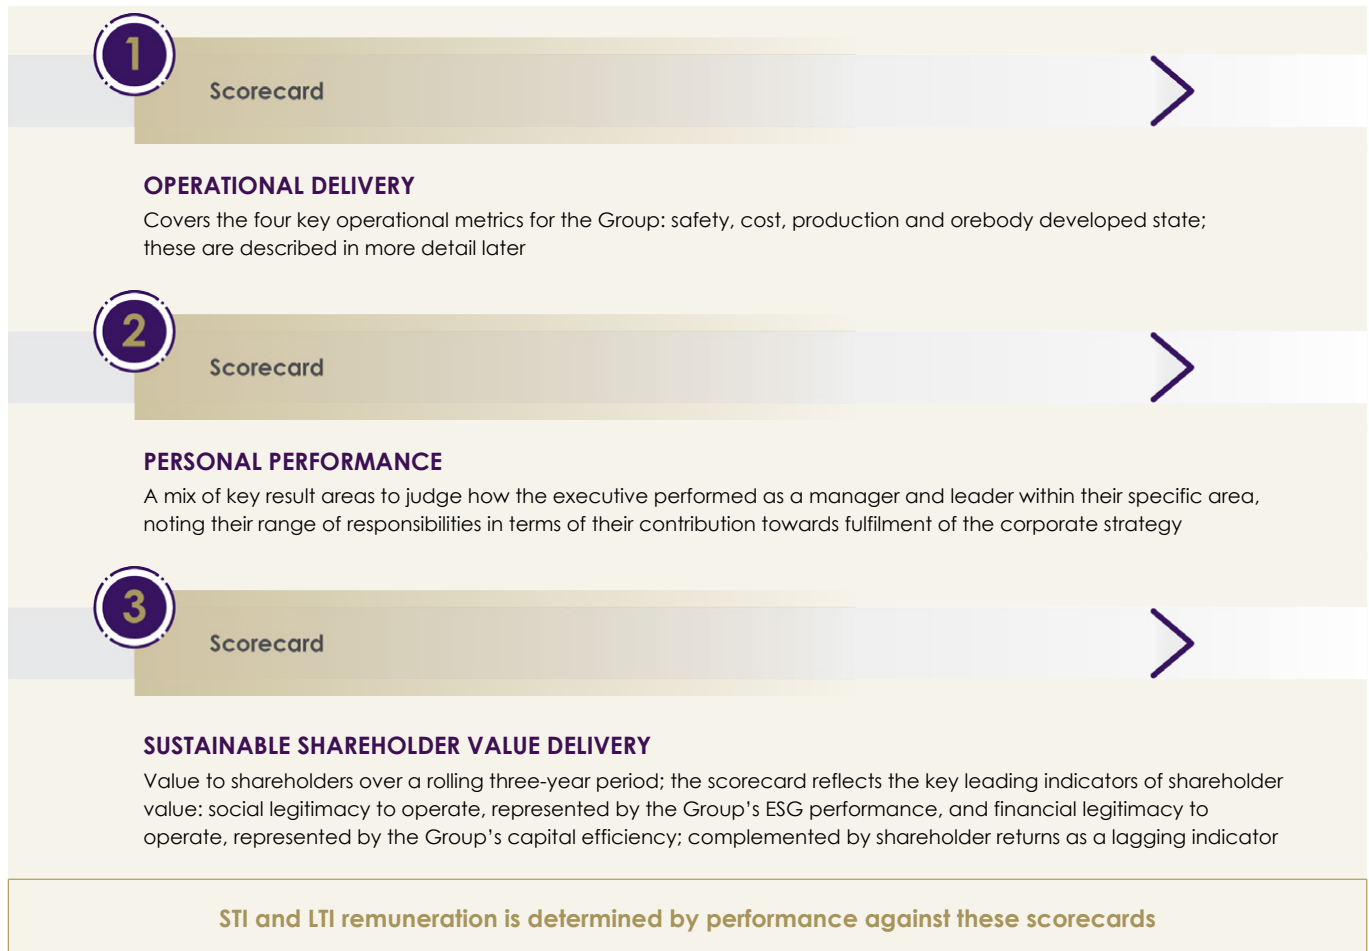 1
Scorecard
OPERATIONAL DELIVERY
Covers the four key operational metrics for the Group: safety, cost, production and orebody developed state;
these are described in more detail later
2
Scorecard
PERSONAL PERFORMANCE
A mix of key result areas to judge how the executive performed as a manager and leader within their specific area,
noting their range of responsibilities in terms of their contribution towards fulfilment of the corporate strategy
3
Scorecard
SUSTAINABLE SHAREHOLDER VALUE DELIVERY
Value to shareholders over a rolling three-year period; the scorecard reflects the key leading indicators of shareholder
value: social legitimacy to operate, represented by the Group's ESG performance, and financial legitimacy to
operate, represented by the Group's capital efficiency; complemented by shareholder returns as a lagging indicator
STI and LTI remuneration is determined by performance against these scorecards